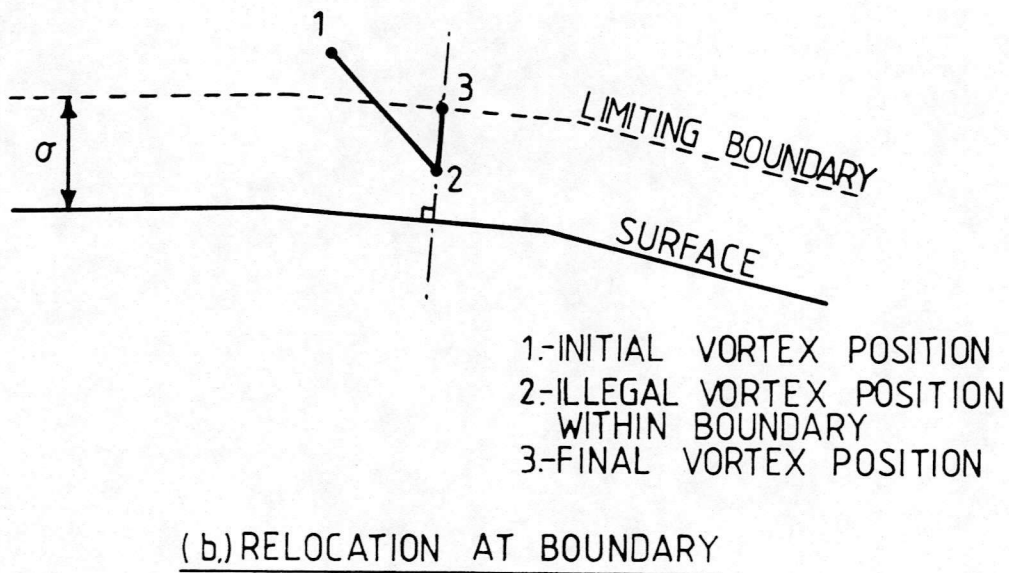 1
3
LIMITING BOUNDARY
σ
2
SURFACE
1.-INITIAL VORTEX POSITION
2.-ILLEGAL VORTEX POSITION
WITHIN BOUNDARY
3.-FINAL VORTEX POSITION
(b,) RELOCATION AT BOUNDARY